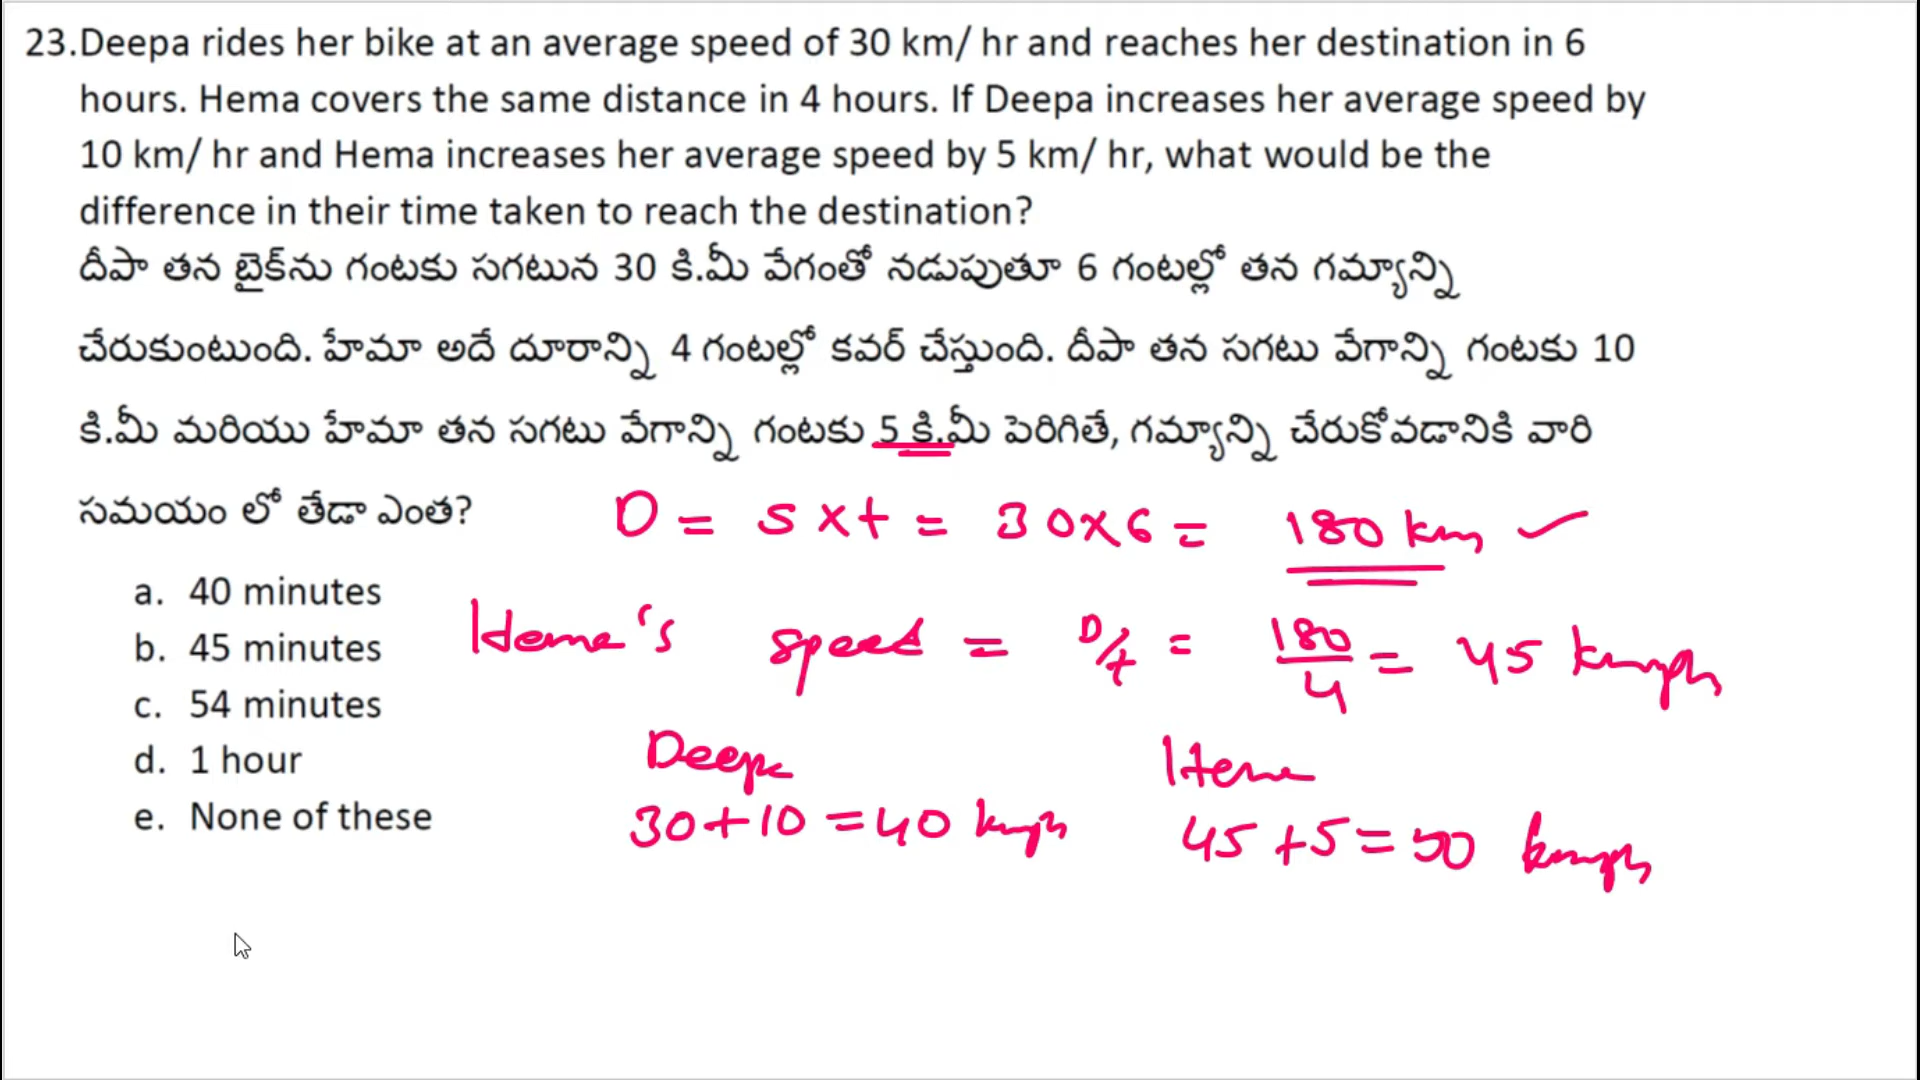 23.Deepa rides her bike at an average speed of 30 km/ hr and reaches her destination in 6
hours. Hema covers the same distance in 4 hours. If Deepa increases her average speed by
10 km/ hr and Hema increases her average speed by 5 km/ hr, what would be the
difference in their time taken to reach the destination?
దీపా తన బైక్‌ను గంటకు సగటున 30 కి.మీ వేగంతో నడుపుతూ 6 గంటల్లో తన గమ్యాన్ని
చేరుకుంటుంది. హేమా అదే దూరాన్ని 4 గంటల్లో కవర్ చేస్తుంది. దీపా తన సగటు వేగాన్ని గంటకు 10
కి.మీ మరియు హేమా తన సగటు వేగాన్ని గంటకు 5 కి.మీ పెరిగితే, గమ్యాన్ని చేరుకోవడానికి వారి
సమయం లో తేడా ఎంత?
D = s x t = 30x6 = 180 km
a. 40 minutes
Hema's speed = D/t = 180/4 = 45 kmph
b. 45 minutes
c. 54 minutes
Deepa Hema
d. 1 hour
30+10=40 kmph 45+5=50 kmph
e. None of these